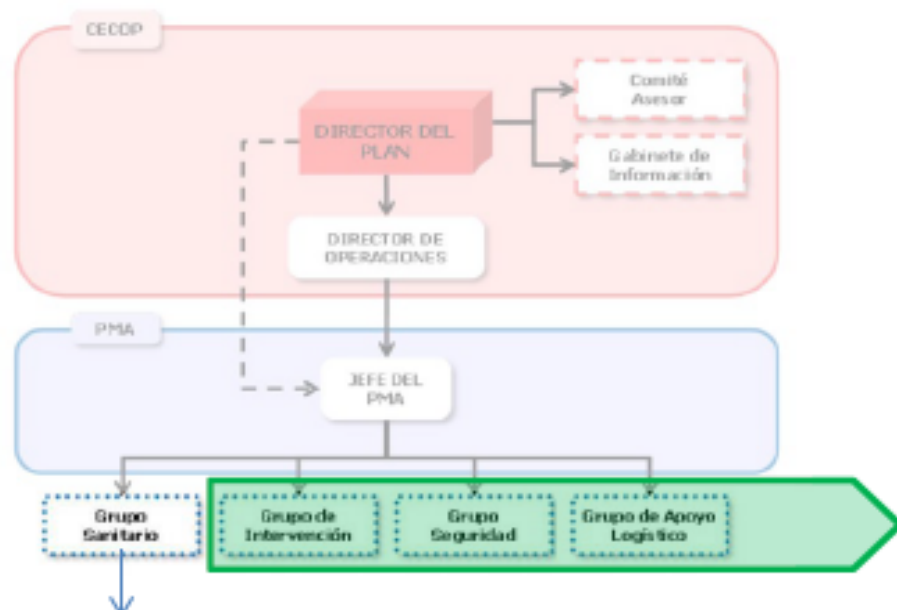 CECOP
Comité
Asesor
DIRECTOR DEL
PLAN
Gabinete de
Información
DIRECTOR DE
OPERACIONES
PMA
JEFE DEL
PMA
Grupo
Sanitario
Grupo de
Intervención
Grupo
Seguridad
Grupo de Apoyo
Logístico